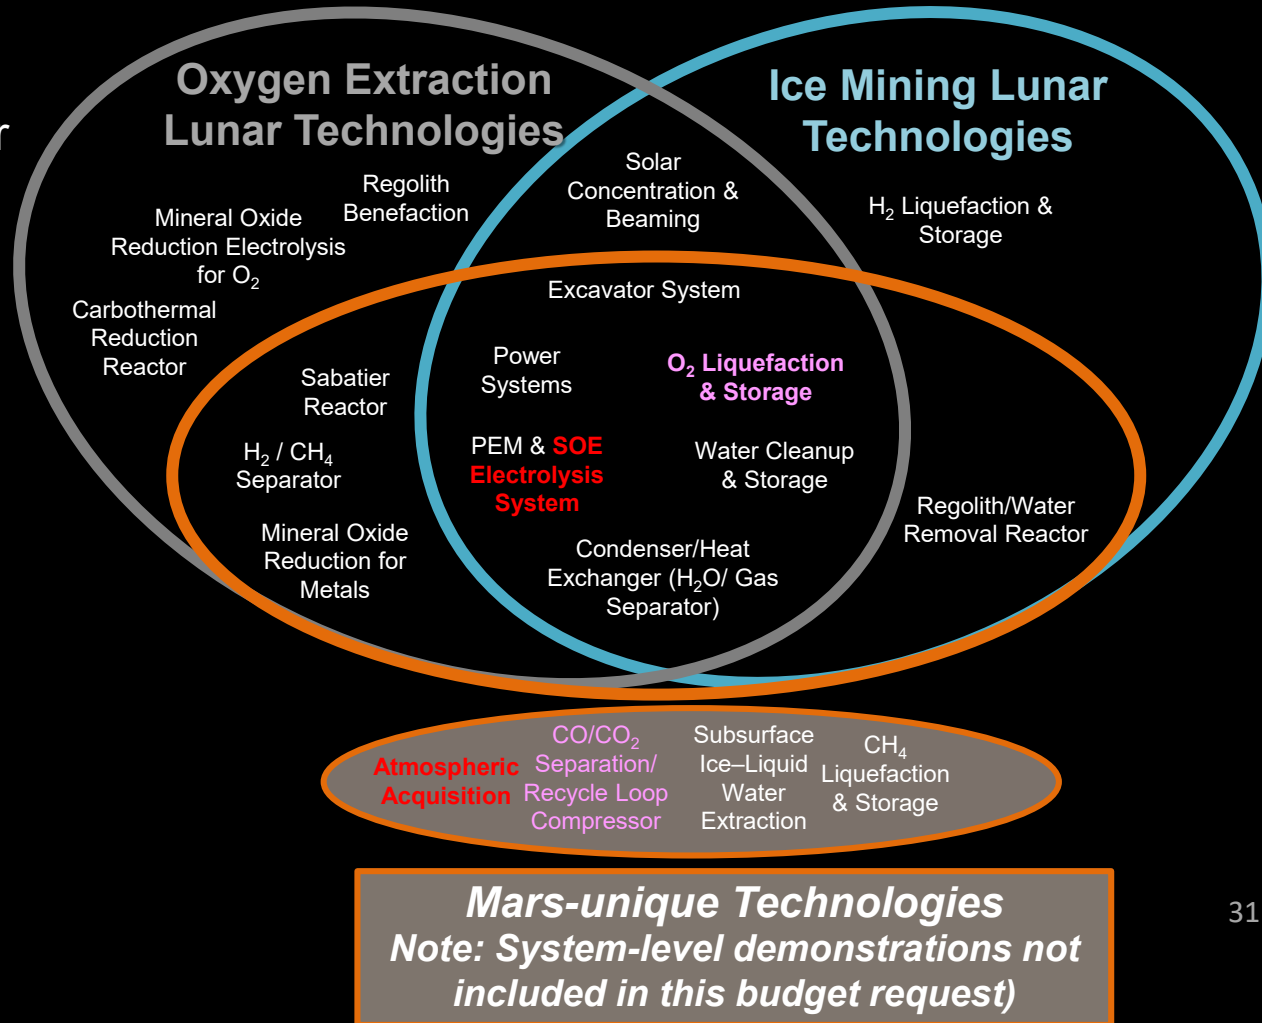 Oxygen Extraction
Lunar Technologies
r
Ice Mining Lunar
Technologies
Solar
Concentration &
Beaming
Regolith
Benefaction
H₂ Liquefaction &
Storage
Mineral Oxide
Reduction Electrolysis
for O₂
Carbothermal
Reduction
Reactor
Excavator System
Power
Systems
O₂ Liquefaction
& Storage
Sabatier
Reactor
H₂ / CH₄
Separator
PEM & SOE
Electrolysis
System
Water Cleanup
& Storage
Mineral Oxide
Reduction for
Metals
Condenser/Heat
Exchanger (H₂O/ Gas
Separator)
Regolith/Water
Removal Reactor
Atmospheric
Acquisition
CO/CO₂
Separation/
Recycle Loop
Compressor
Subsurface
Ice–Liquid
Water
Extraction
CH₄
Liquefaction
& Storage
Mars-unique Technologies
Note: System-level demonstrations not
included in this budget request)
31